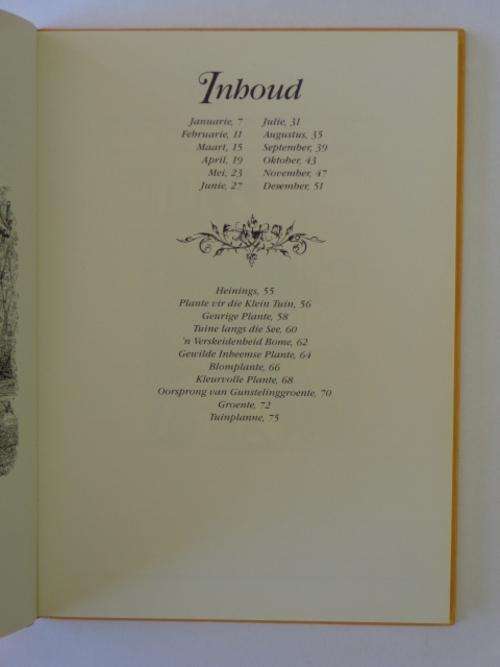 Inhoud
Januarie, 7 Julie, 31
Februarie, 11 Augustus, 35
Maart, 15 September, 39
April, 19 Oktober, 43
Mei, 23 November, 47
Junie, 27 Desember, 51
Heinings, 55
Plante vir die Klein Tuin, 56
Geurige Plante, 58
Tuine langs die See, 60
'n Verskeidenheid Bome, 62
Gewilde Inheemse Plante, 64
Blomplante, 66
Kleurvolle Plante, 68
Oorsprong van Gunstelinggroente, 70
Groente, 72
Tuinplanne, 75